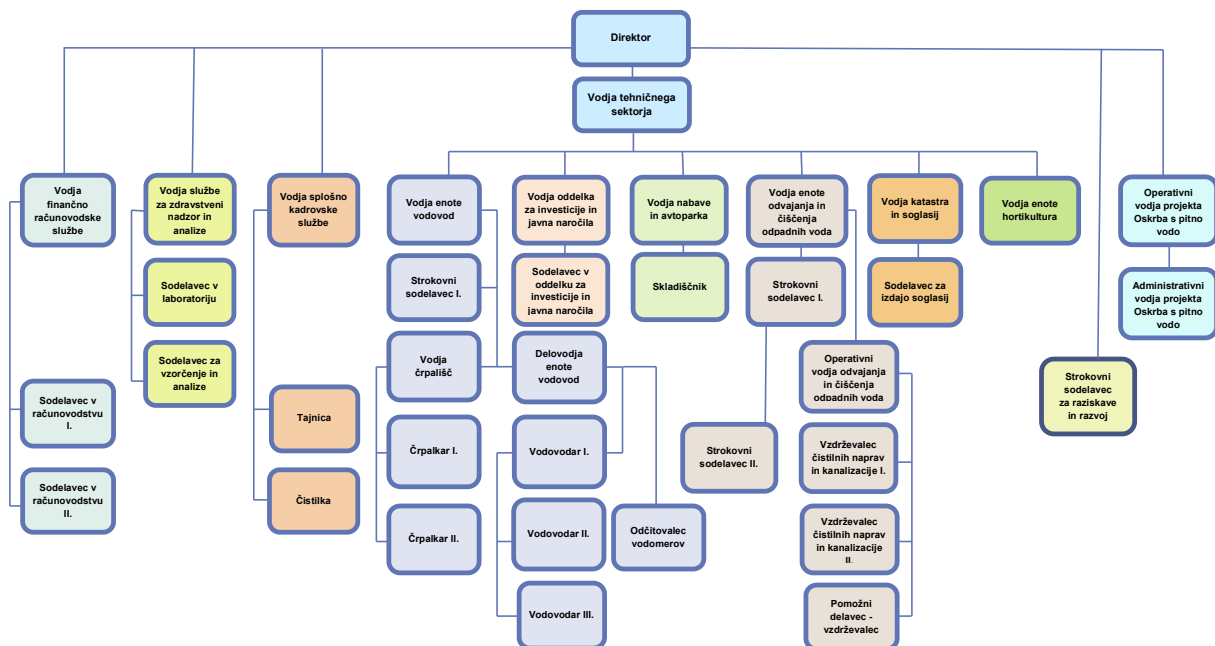 Direktor
Vodja tehničnega
sektorja
Vodja
finančno
računovodske
službe
Vodja službe
za zdravstveni
nadzor in
analize
Vodja splošno
kadrovske
službe
Vodja enote
vodovod
Vodja oddelka
za investicije in
javna naročila
Vodja nabave
in avtoparka
Vodja enote
odvajanja in
čiščenja
odpadnih voda
Vodja katastra
in soglasij
Vodja enote
hortikultura
Operativni
vodja projekta
Oskrba s pitno
vodo
Sodelavec v
laboratoriju
Strokovni
sodelavec I.
Sodelavec v
oddelku za
investicije in
javna naročila
Skladiščnik
Strokovni
sodelavec I.
Sodelavec za
izdajo soglasij
Administrativni
vodja projekta
Oskrba s pitno
vodo
Sodelavec za
vzorčenje in
analize
Vodja
črpališč
Delovodja
enote
vodovod
Operativni
vodja odvajanja
in čiščenja
odpadnih voda
Strokovni
sodelavec
za raziskave
in razvoj
Sodelavec v
računovodstvu
I.
Tajnica
Črpalkar I.
Vodovodar I.
Strokovni
sodelavec II.
Vzdrževalec
čistilnih naprav
in kanalizacije I.
Sodelavec v
računovodstvu
II.
Čistilka
Črpalkar II.
Vodovodar II.
Odčitovalec
vodomerov
Vzdrževalec
čistilnih naprav
in kanalizacije
II.
Vodovodar III.
Pomožni
delavec -
vzdrževalec